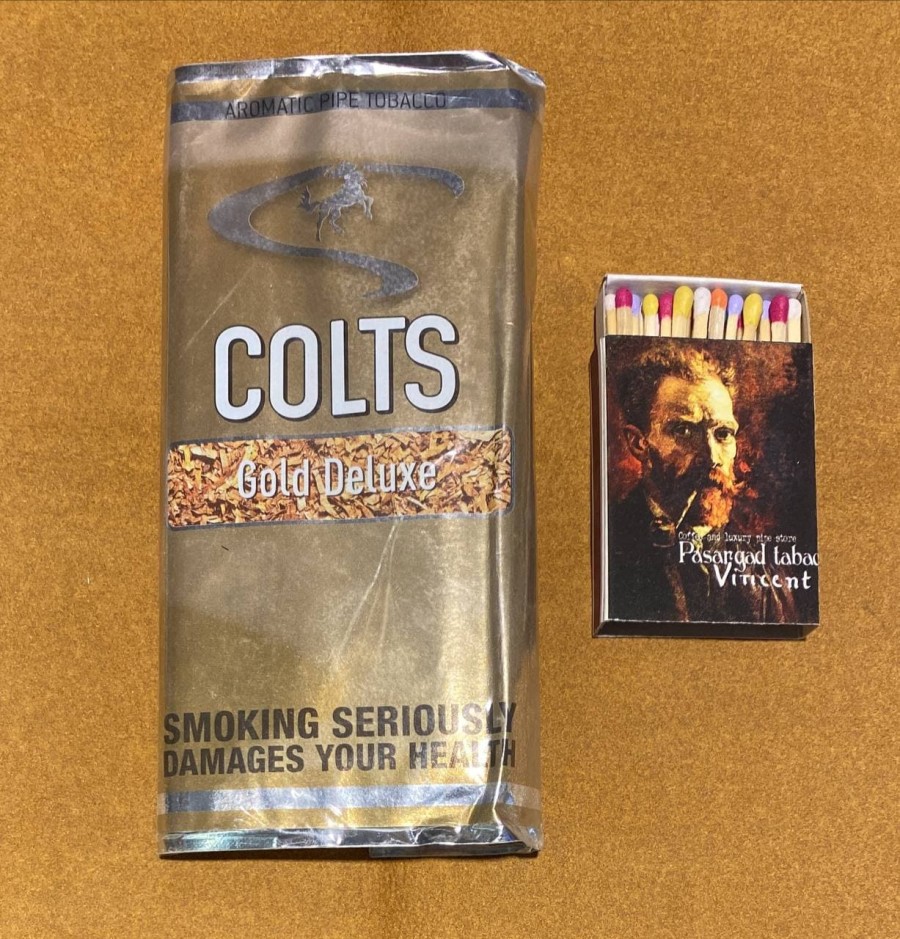 AROMATIC PIPE TOBACCO
COLTS
Gold Deluxe
SMOKING SERIOUSLY
DAMAGES YOUR HEALTH
Coffee and luxury pipe store
Pasargad tabac
Vincent